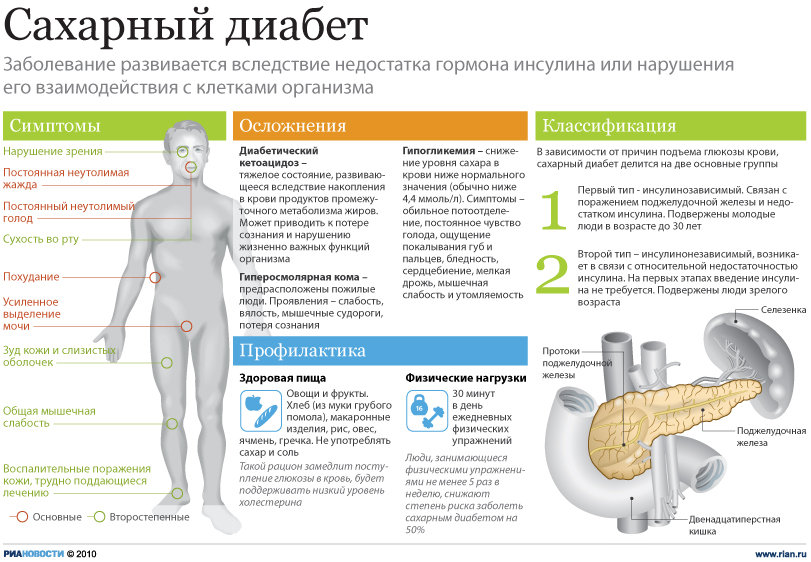 Сахарный диабет
Заболевание развивается вследствие недостатка гормона инсулина или нарушения
его взаимодействия с клетками организма
Симптомы
Нарушение зрения
Постоянная неутолимая
жажда
Постоянный неутолимый
голод
Сухость во рту
Похудание
Усиленное
выделение
мочи
Зуд кожи и слизистых
оболочек
Общая мышечная
слабость
Воспалительные поражения
кожи, трудно поддающиеся
лечению
Основные
Второстепенные
Осложнения
Диабетический
кетоацидоз –
тяжелое состояние, развиваю-
щееся вследствие накопления
в крови продуктов промежу-
точного метаболизма жиров.
Может приводить к потере
сознания и нарушению
жизненно важных функций
организма
Гиперосмолярная кома –
предрасположены пожилые
люди. Проявления – слабость,
вялость, мышечные судороги,
потеря сознания
Гипогликемия – сниже-
ние уровня сахара в
крови ниже нормального
значения (обычно ниже
4,4 ммоль/л). Симптомы –
обильное потоотделе-
ние, постоянное чувство
голода, ощущение
покалывания губ и
пальцев, бледность,
сердцебиение, мелкая
дрожь, мышечная
слабость и утомляемость
Профилактика
Здоровая пища
Овощи и фрукты.
Хлеб (из муки грубого
помола), макаронные
изделия, рис, овес,
ячмень, гречка. Не употреблять
сахар и соль
Такой рацион замедлит посту-
пление глюкозы в кровь, будет
поддерживать низкий уровень
холестерина
Физические нагрузки
16
30 минут
в день
ежедневных
физических
упражнений
Люди, занимающиеся
физическими упражнени-
ями не менее 5 раз в
неделю, снижают
степень риска заболеть
сахарным диабетом на
50%
Классификация
В зависимости от причин подъема глюкозы крови,
сахарный диабет делится на две основные группы
1
Первый тип - инсулинозависимый. Связан с
поражением поджелудочной железы и недо-
статком инсулина. Подвержены молодые
люди в возрасте до 30 лет
2
Второй тип – инсулинонезависимый, возника-
ет в связи с относительной недостаточностью
инсулина. На первых этапах введение инсули-
на не требуется. Подвержены люди зрелого
возраста
Селезенка
Протоки
поджелудочной
железы
Поджелудочная
железа
Двенадцатиперстная
кишка
РИАНОВОСТИ © 2010
www.rian.ru